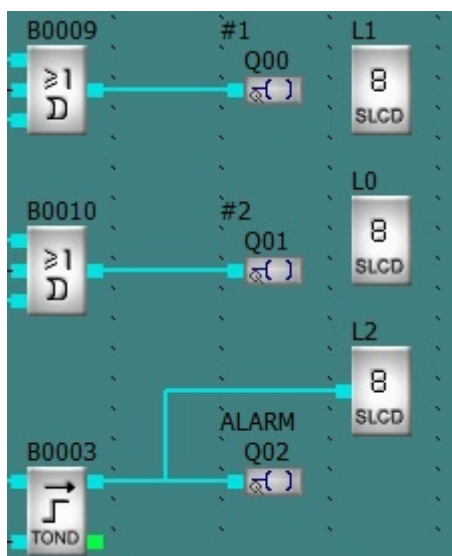 B0009 #1 L1
Q00
≥1
8
SLCD
L0
B0010 #2
Q01
≥1
8
SLCD
L2
8
SLCD
ALARM
B0003 Q02
TOND